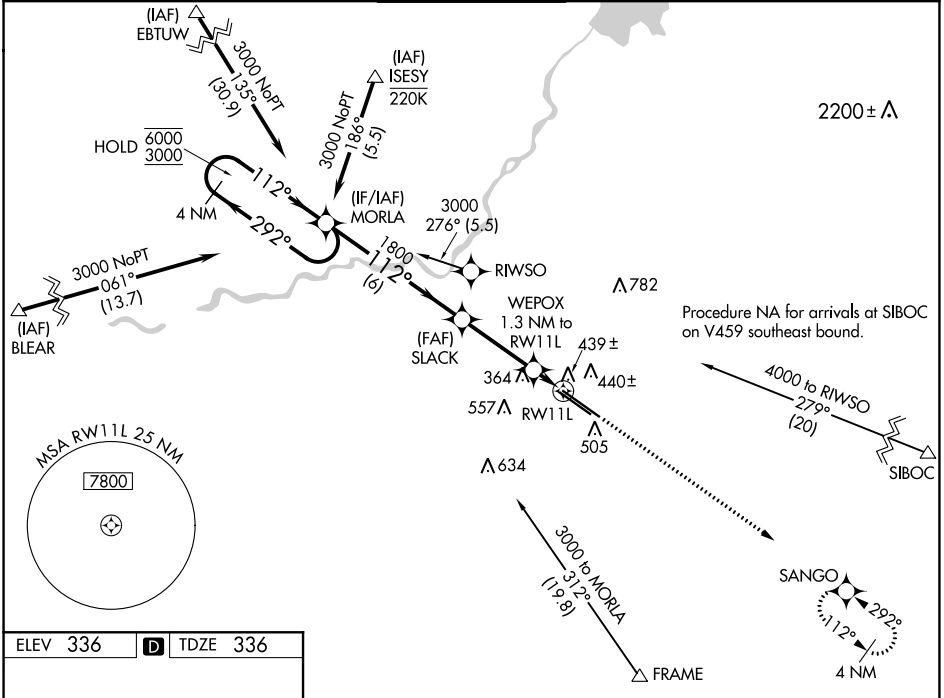 (IAF)
EBTUW
3000 NoPT
135°
(30.9)
(IAF)
ISESY
220K
3000 NoPT
186°
(5.5)
2200 ±
HOLD 6000
3000
112°
292°
4 NM
(IF/IAF)
MORLA
3000
276° (5.5)
1800
112°
(6)
RIWSO
3000 NoPT
061°
(13.7)
(IAF)
BLEAR
782
WEPOX
1.3 NM to
RW11L
(FAF)
SLACK
Procedure NA for arrivals at SIBOC
on V459 southeast bound.
439 ±
364
440±
557
RW11L
505
4000 to RIWSO
279°
(20)
SIBOC
634
MSA RW11L 25 NM
7800
3000 to MORLA
312°
(19.8)
FRAME
SANGO
292°
112°
4 NM
ELEV 336 D TDZE 336